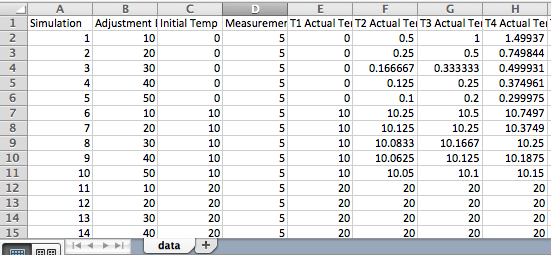 A B C D E F G H
1 Simulation Adjustment Initial Temp Measuremer T1 Actual Ter T2 Actual Ter T3 Actual Ter T4 Actual Ter
2 1 10 0 5 0 0.5 1 1.49937
3 2 20 0 5 0 0.25 0.5 0.749844
4 3 30 0 5 0 0.166667 0.333333 0.499931
5 4 40 0 5 0 0.125 0.25 0.374961
6 5 50 0 5 0 0.1 0.2 0.299975
7 6 10 10 5 10 10.25 10.5 10.7497
8 7 20 10 5 10 10.125 10.25 10.3749
9 8 30 10 5 10 10.0833 10.1667 10.25
10 9 40 10 5 10 10.0625 10.125 10.1875
11 10 50 10 5 10 10.05 10.1 10.15
12 11 10 20 5 20 20 20 20
13 12 20 20 5 20 20 20 20
14 13 30 20 5 20 20 20 20
15 14 40 20 5 20 20 20 20
data +